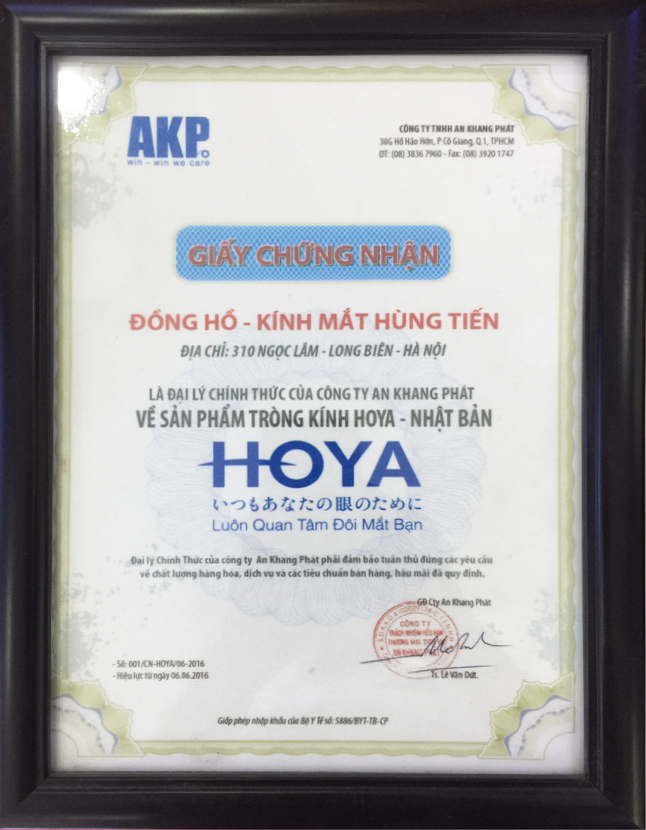 AKP
win - win we care
CÔNG TY TNHH AN KHANG PHÁT
30G Hồ Hảo Hớn, P Cô Giang, Q.1, TPHCM
ĐT: (08) 3836 7960 - Fax: (08) 3920 1747
GIẤY CHỨNG NHẬN
ĐỒNG HỒ - KÍNH MẮT HÙNG TIẾN
ĐỊA CHỈ: 310 NGỌC LÂM - LONG BIÊN - HÀ NỘI
LÀ ĐẠI LÝ CHÍNH THỨC CỦA CÔNG TY AN KHANG PHÁT
VỀ SẢN PHẨM TRÒNG KÍNH HOYA - NHẬT BẢN
HOYA
いつもあなたの眼のために
Luôn Quan Tâm Đôi Mắt Bạn
Đại lý Chính Thức của công ty An Khang Phát phải đảm bảo tuân thủ đúng các yêu cầu
về chất lượng hàng hóa, dịch vụ và các tiêu chuẩn bán hàng, hậu mãi đã quy định.
GĐ Cty An Khang Phát
CÔNG TY
TRÁCH NHIỆM HỮU HẠN
THƯƠNG MẠI
AN KHANG PHÁT
Ts. Lê Văn Dứt.
- Số: 001/CN-HOYA/06-2016
- Hiệu lực từ ngày 06.06.2016
Giấp phép nhập khẩu của Bộ Y Tế số: 5886/BYT-TB-CP